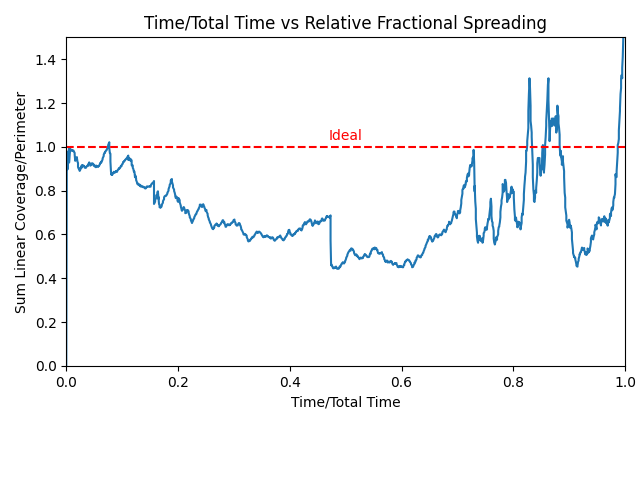 Time/Total Time vs Relative Fractional Spreading
Sum Linear Coverage/Perimeter
1.4
1.2
1.0
0.8
0.6
0.4
0.2
0.0
Ideal
0.0 0.2 0.4 0.6 0.8 1.0
Time/Total Time